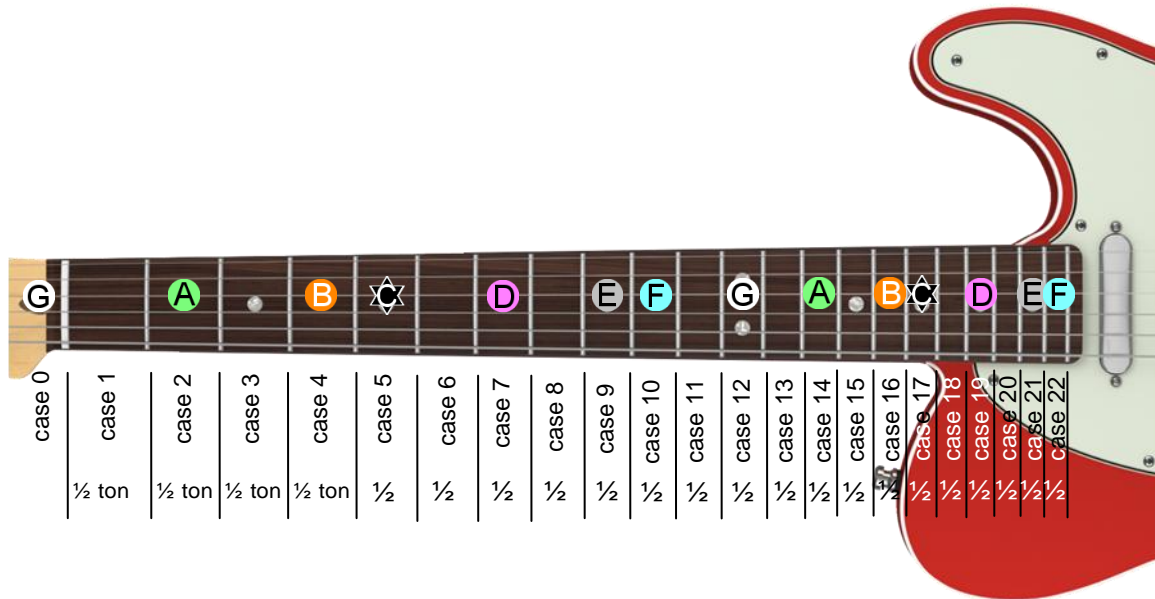 G A B C D E F G A B C D E F
case 0 case 1 case 2 case 3 case 4 case 5 case 6 case 7 case 8 case 9 case 10 case 11 case 12 case 13 case 14 case 15 case 16 case 17 case 18 case 19 case 20 case 21 case 22
½ ton ½ ton ½ ton ½ ton ½ ½ ½ ½ ½ ½ ½ ½ ½ ½ ½ ½ ½ ½ ½ ½ ½ ½